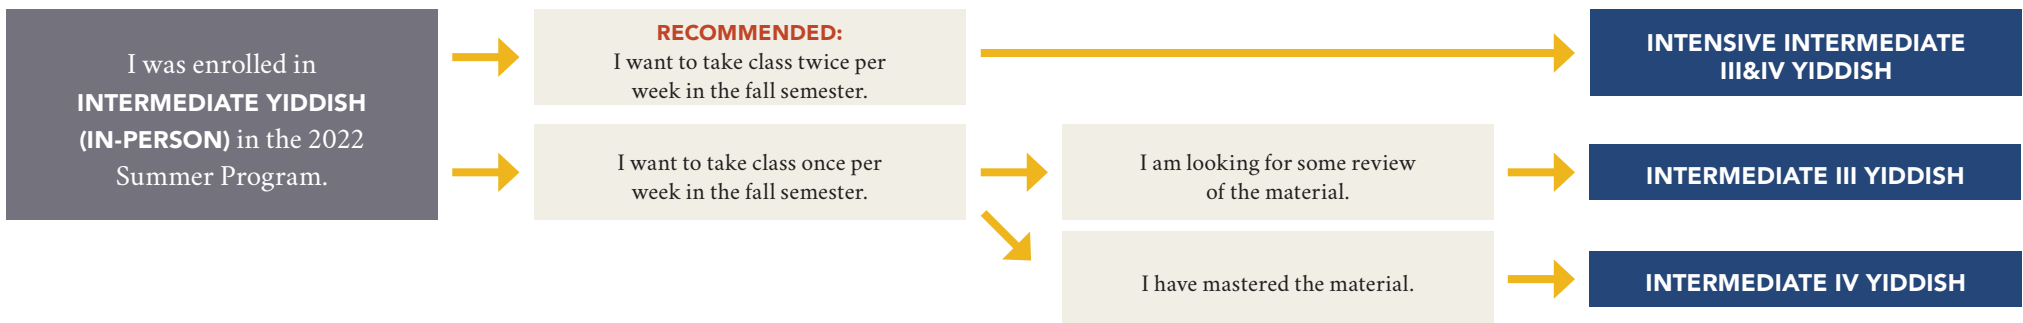 I was enrolled in
INTERMEDIATE YIDDISH
(IN-PERSON) in the 2022
Summer Program.
RECOMMENDED:
I want to take class twice per
week in the fall semester.
INTENSIVE INTERMEDIATE
III&IV YIDDISH
I want to take class once per
week in the fall semester.
I am looking for some review
of the material.
INTERMEDIATE III YIDDISH
I have mastered the material.
INTERMEDIATE IV YIDDISH